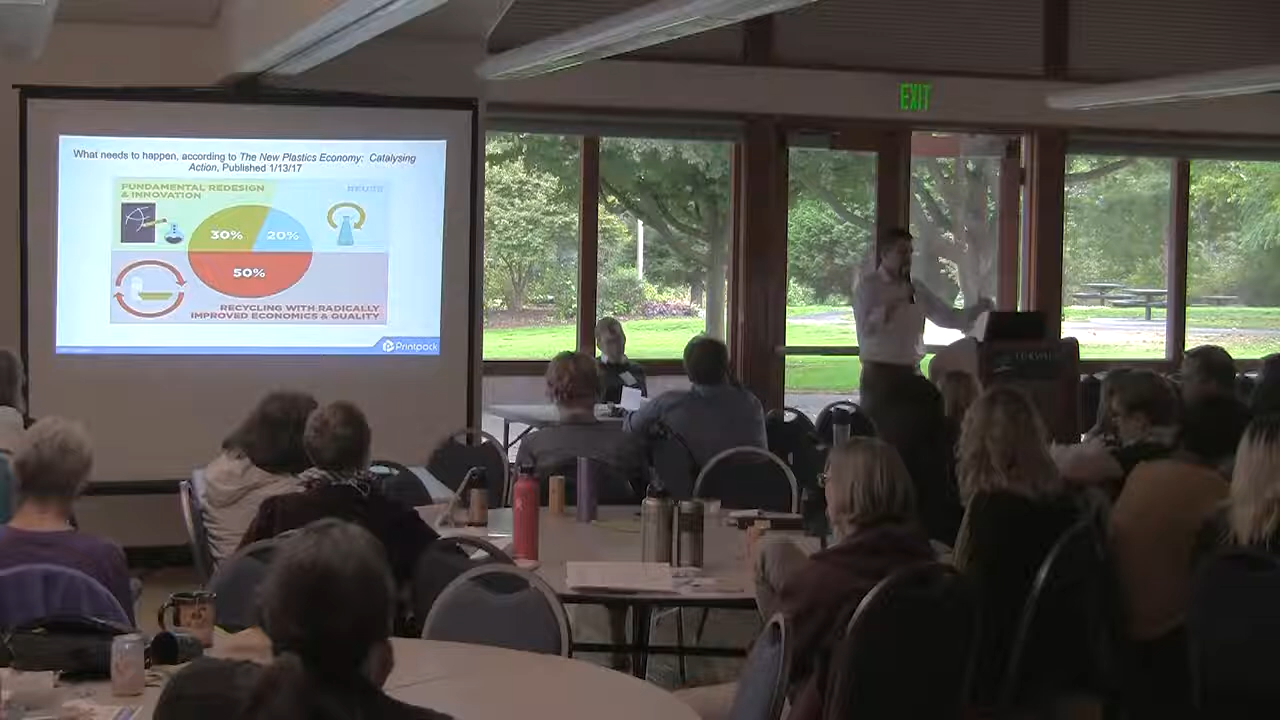 What needs to happen, according to The New Plastics Economy: Catalysing
Action, Published 1/13/17
FUNDAMENTAL REDESIGN
& INNOVATION
REUSE
30%
20%
50%
RECYCLING WITH RADICALLY
IMPROVED ECONOMICS & QUALITY
Printpack
EXIT